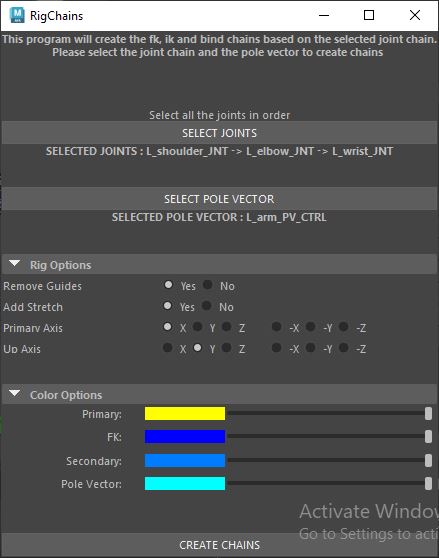 RigChains
This program will create the fk, ik and bind chains based on the selected joint chain.
Please select the joint chain and the pole vector to create chains
Select all the joints in order
SELECT JOINTS
SELECTED JOINTS : L_shoulder_JNT -> L_elbow_JNT -> L_wrist_JNT
SELECT POLE VECTOR
SELECTED POLE VECTOR : L_arm_PV_CTRL
Rig Options
Remove Guides Yes No
Add Stretch Yes No
Primary Axis X Y Z -X -Y -Z
Up Axis X Y Z -X -Y -Z
Color Options
Primary:
FK:
Secondary:
Pole Vector:
Activate Window
Go to Settings to acti
CREATE CHAINS